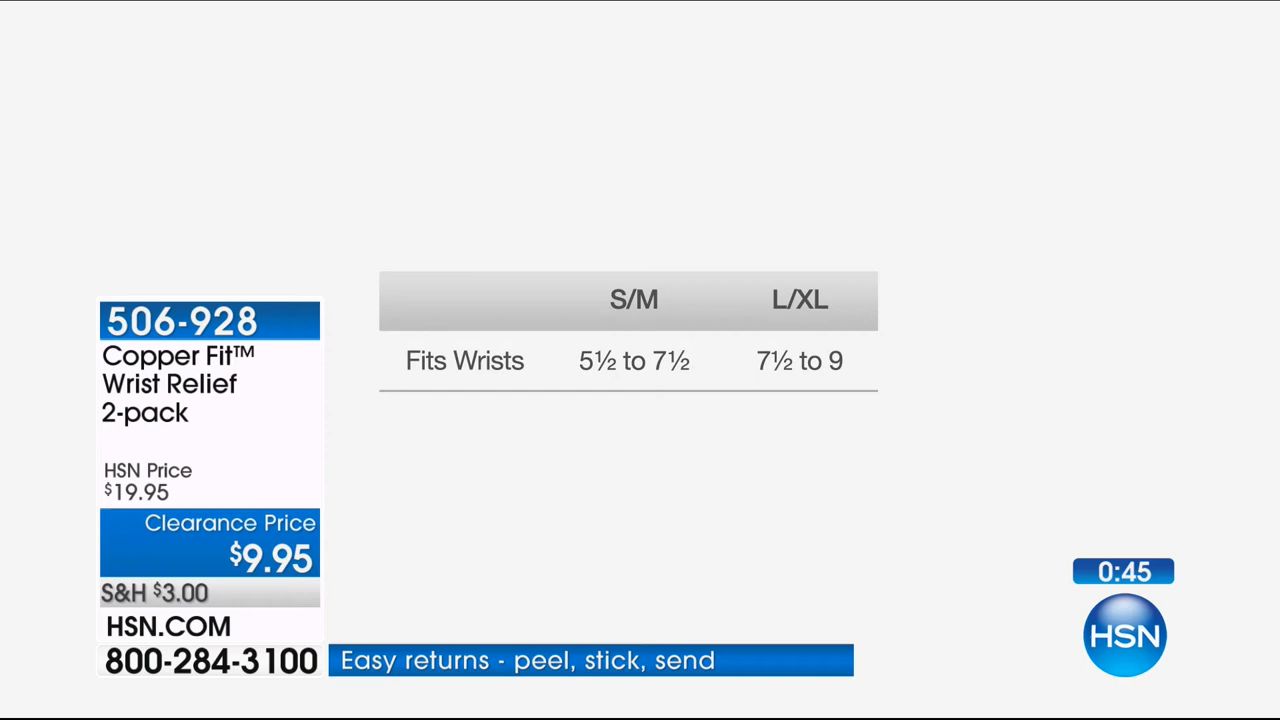 S/M L/XL
Fits Wrists 5½ to 7½ 7½ to 9
506-928
Copper Fit™
Wrist Relief
2-pack
HSN Price
$19.95
Clearance Price
$9.95
S&H $3.00
HSN.COM
800-284-3100
Easy returns - peel, stick, send
0:45
HSN